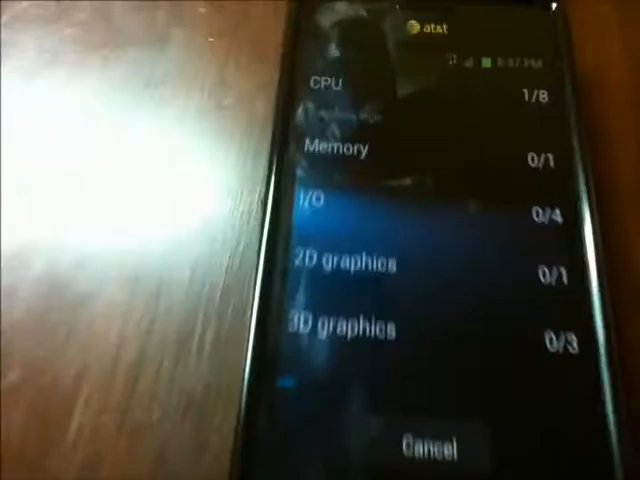 at&t
CPU 1/8
Memory 0/1
I/O 0/4
2D graphics 0/1
3D graphics 0/3
Cancel